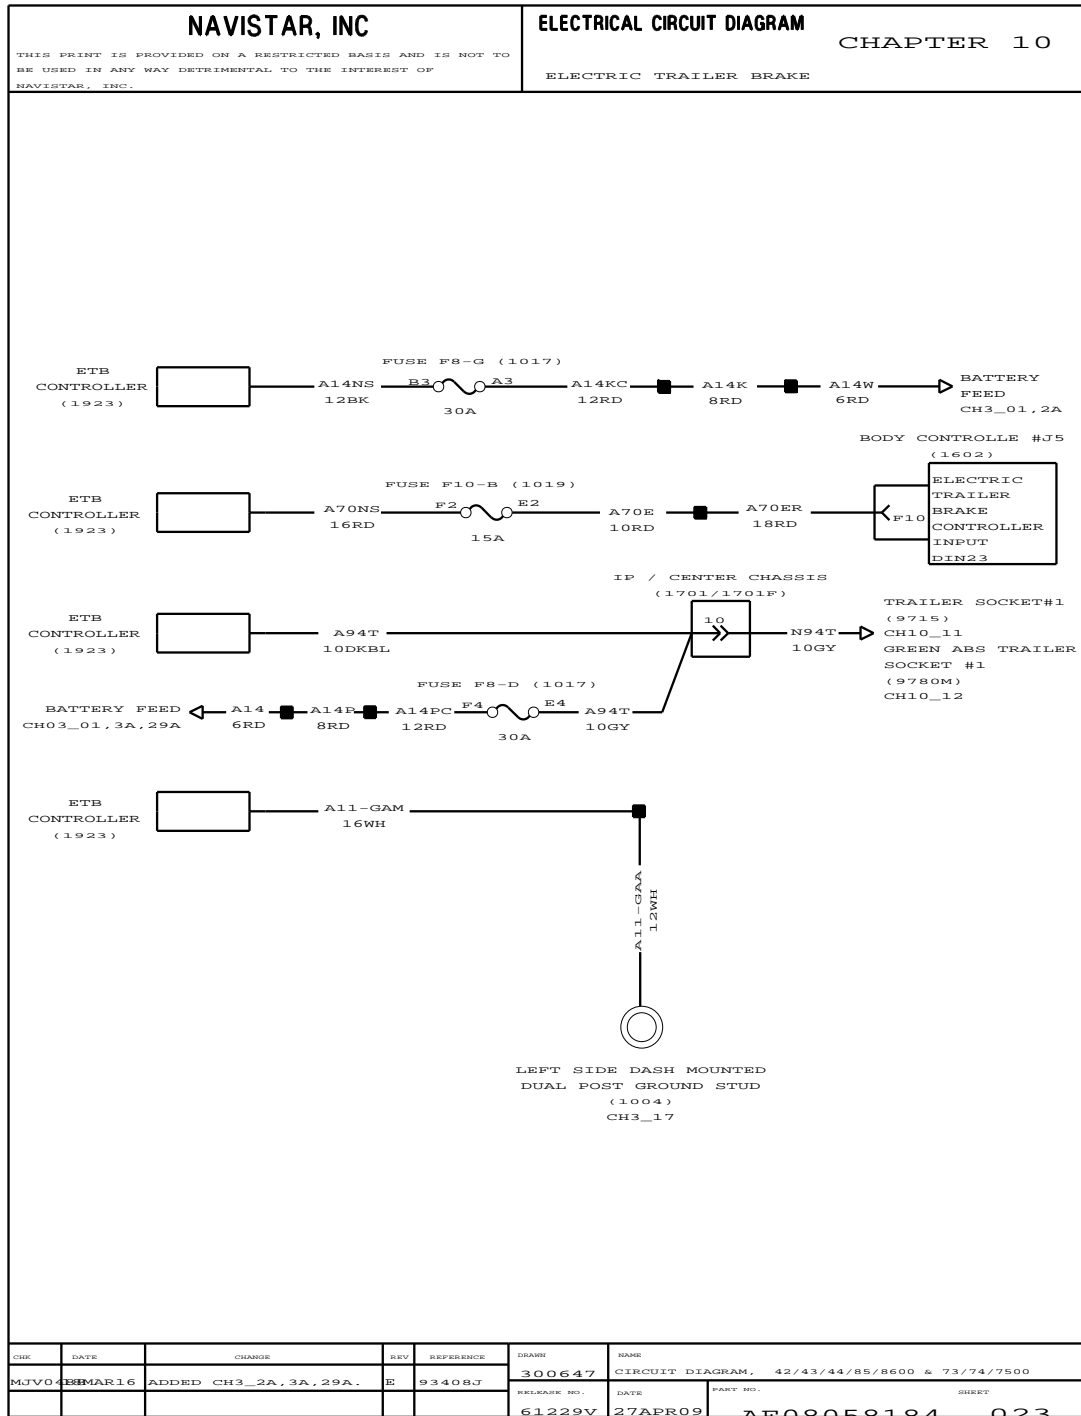 NAVISTAR, INC
THIS PRINT IS PROVIDED ON A RESTRICTED BASIS AND IS NOT TO
BE USED IN ANY WAY DETRIMENTAL TO THE INTEREST OF
NAVISTAR, INC.
ELECTRICAL CIRCUIT DIAGRAM
CHAPTER 10
ELECTRIC TRAILER BRAKE
ETB
CONTROLLER
(1923)
A14NS
12BK
FUSE F8-G (1017)
B3
A3
30A
A14KC
12RD
A14K
8RD
A14W
6RD
BATTERY
FEED
CH3_01,2A
ETB
CONTROLLER
(1923)
A70NS
16RD
FUSE F10-B (1019)
F2
E2
15A
A70E
10RD
A70ER
18RD
BODY CONTROLLE #J5
(1602)
F10
ELECTRIC
TRAILER
BRAKE
CONTROLLER
INPUT
DIN23
ETB
CONTROLLER
(1923)
A94T
10DKBL
IP / CENTER CHASSIS
(1701/1701F)
10
N94T
10GY
TRAILER SOCKET#1
(9715)
CH10_11
GREEN ABS TRAILER
SOCKET #1
(9780M)
CH10_12
BATTERY FEED
CH03_01,3A,29A
A14
6RD
A14P
8RD
A14PC
12RD
FUSE F8-D (1017)
F4
E4
30A
A94T
10GY
ETB
CONTROLLER
(1923)
A11-GAM
16WH
A11-GAA
12WH
LEFT SIDE DASH MOUNTED
DUAL POST GROUND STUD
(1004)
CH3_17
CHK DATE CHANGE REV REFERENCE
ADDED CH3_2A,3A,29A. E 93408J
DRAWN
300647
NAME
CIRCUIT DIAGRAM, 42/43/44/85/8600 & 73/74/7500
RELEASE NO.
61229V
DATE
27APR09
PART NO.
SHEET
023